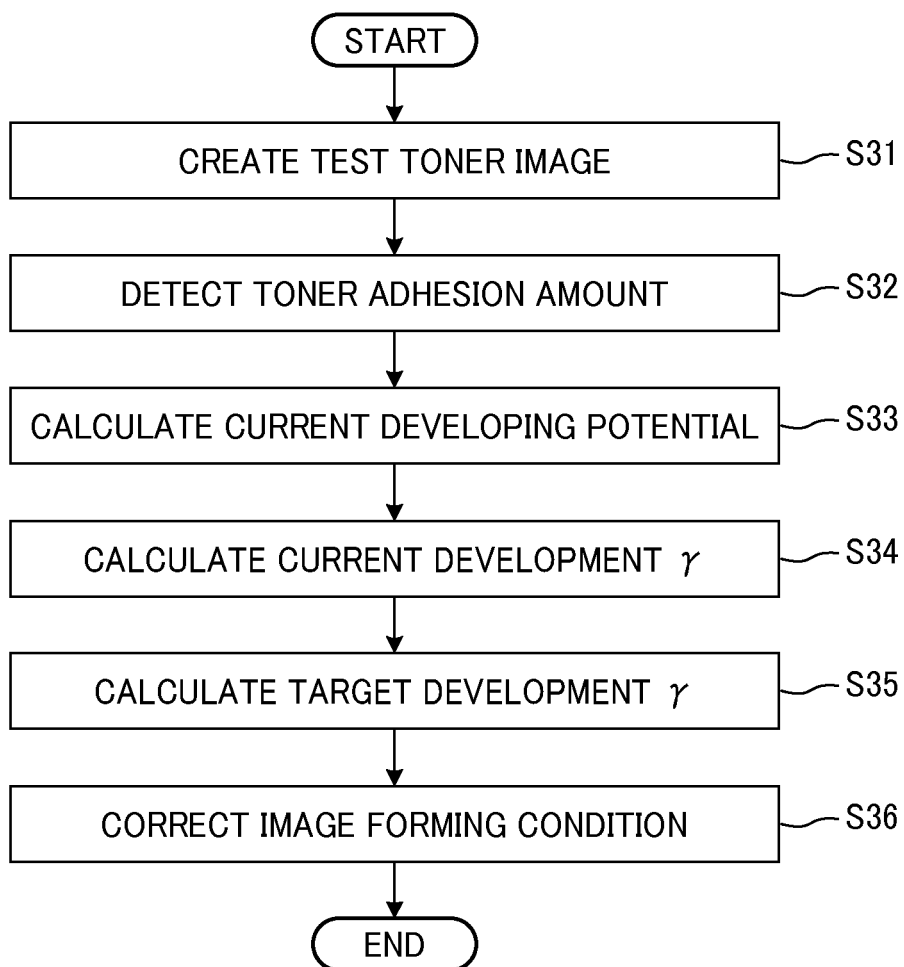 START
CREATE TEST TONER IMAGE
S31
DETECT TONER ADHESION AMOUNT
S32
CALCULATE CURRENT DEVELOPING POTENTIAL
S33
CALCULATE CURRENT DEVELOPMENT γ
S34
CALCULATE TARGET DEVELOPMENT γ
S35
CORRECT IMAGE FORMING CONDITION
S36
END